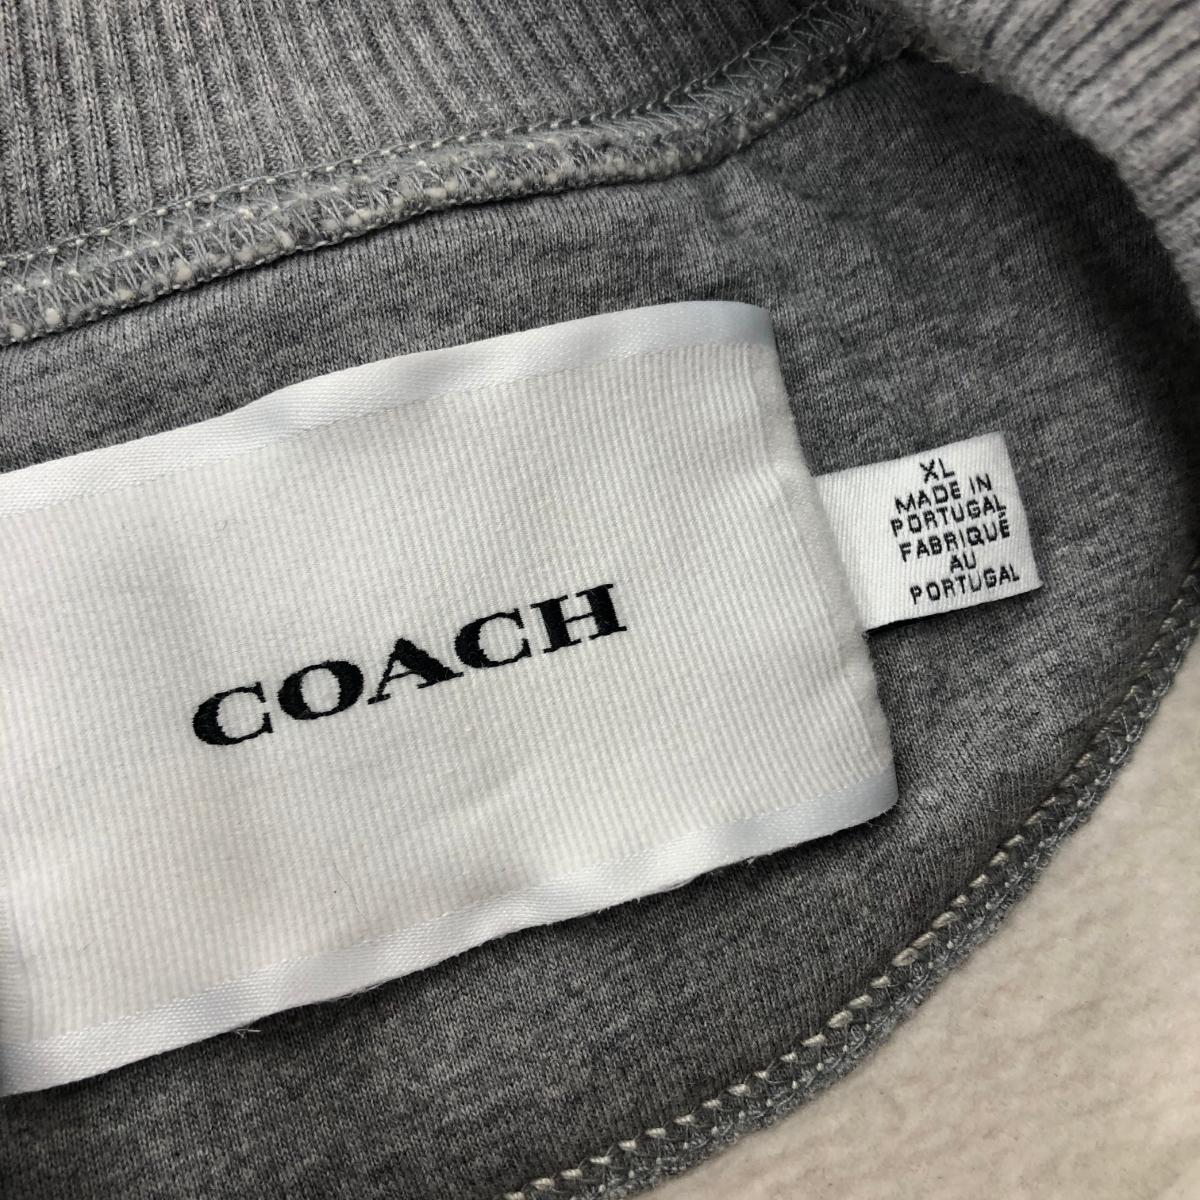 COACH
XL
MADE IN
PORTUGAL
FABRIQUÉ
AU
PORTUGAL